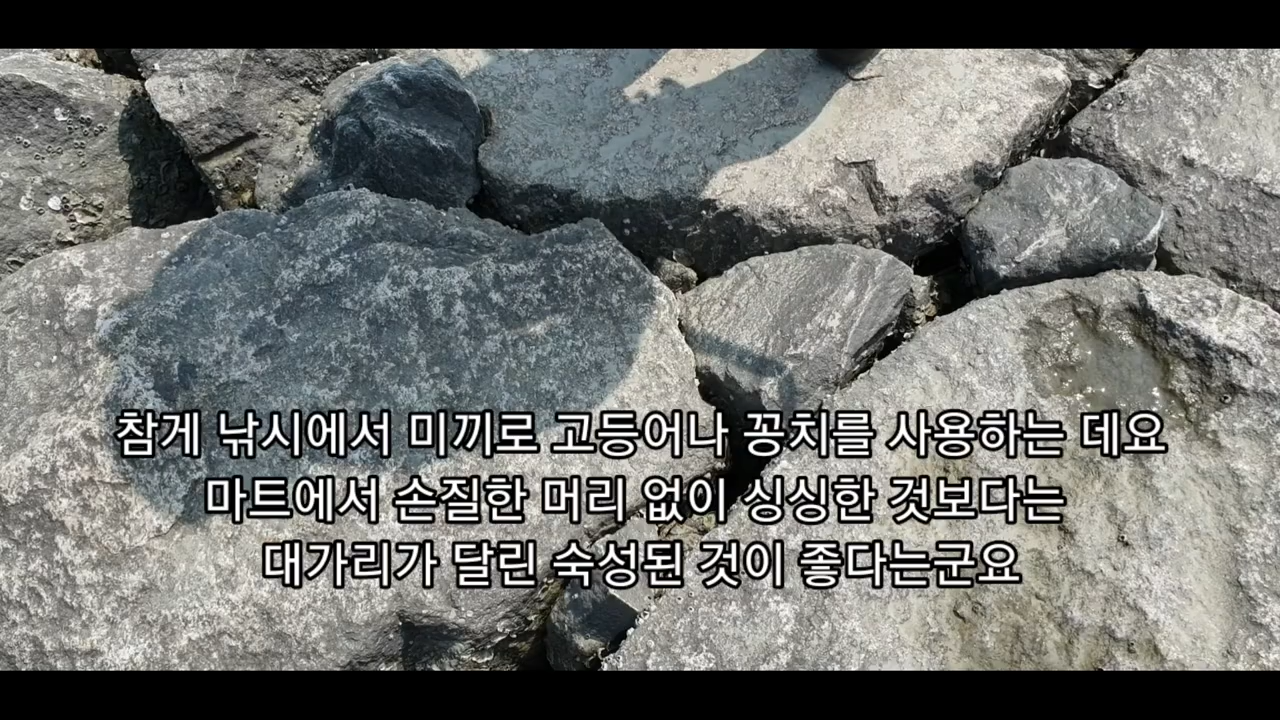 참게 낚시에서 미끼로 고등어나 꽁치를 사용하는 데요
마트에서 손질한 머리 없이 싱싱한 것보다는
대가리가 달린 숙성된 것이 좋다는군요